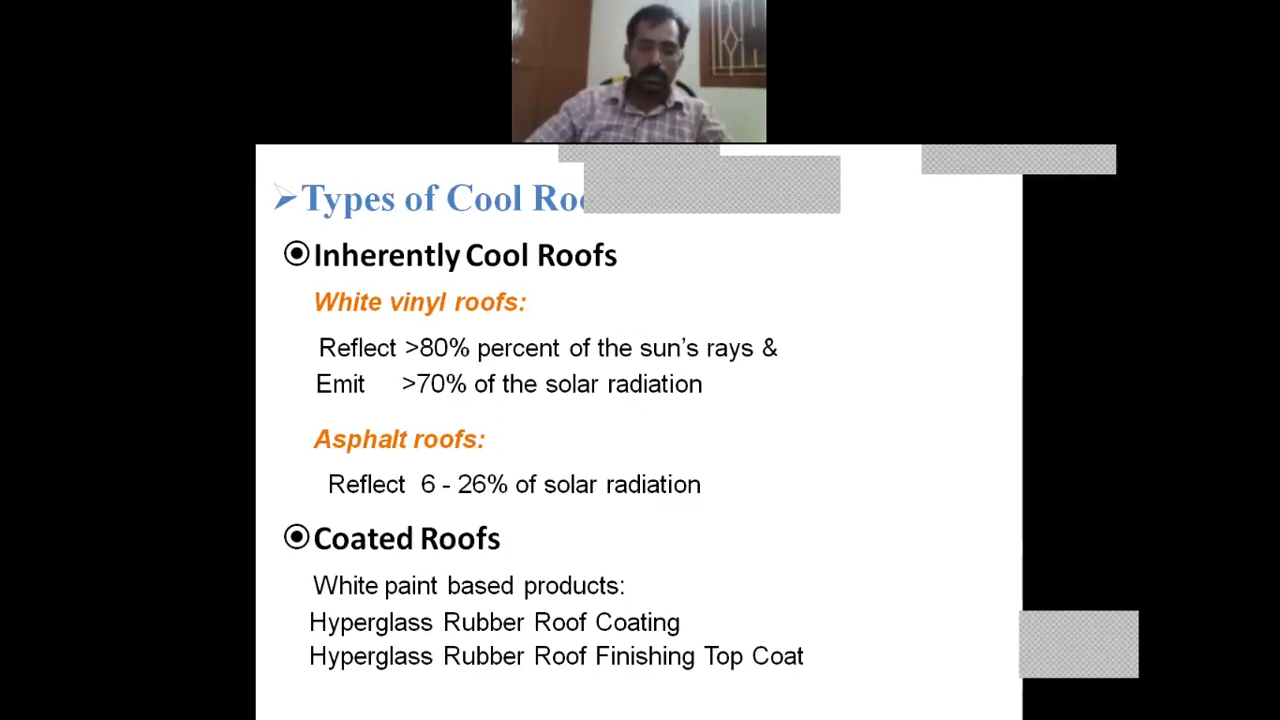 Types of Cool
Inherently Cool Roofs
White vinyl roofs:
Reflect >80% percent of the sun's rays &
Emit >70% of the solar radiation
Asphalt roofs:
Reflect 6 - 26% of solar radiation
Coated Roofs
White paint based products:
Hyperglass Rubber Roof Coating
Hyperglass Rubber Roof Finishing Top Coat